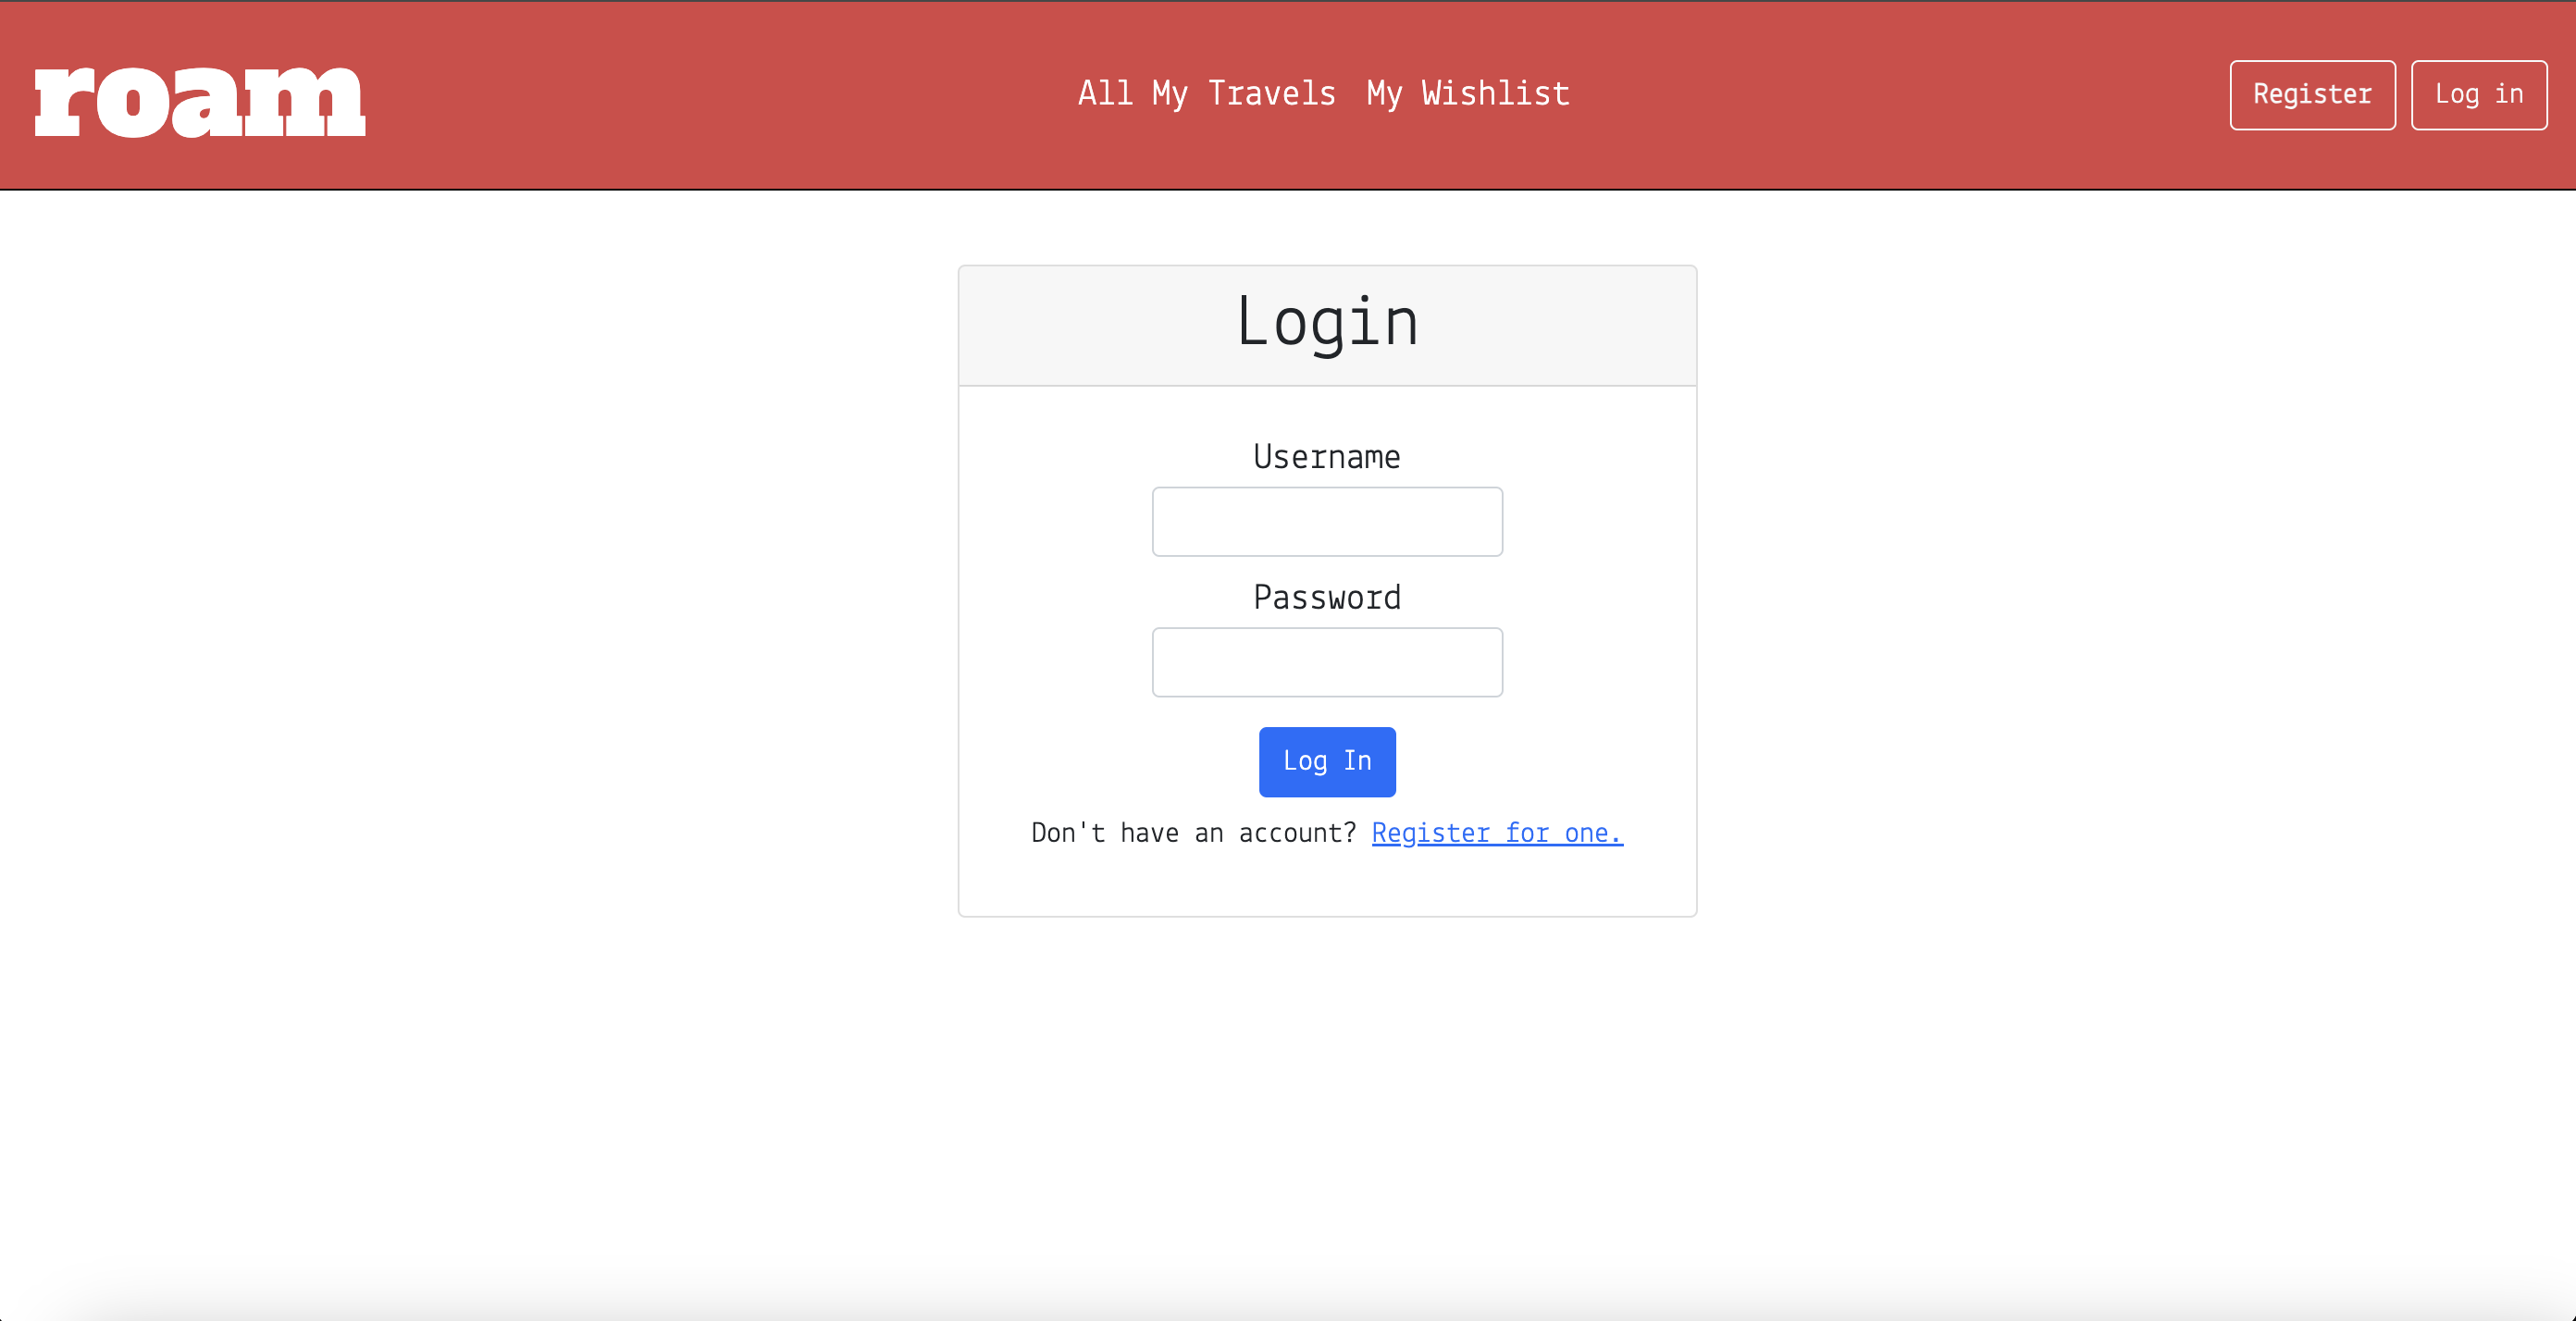 roam
All My Travels My Wishlist
Register Log in
Login
Username
Password
Log In
Don't have an account? Register for one.